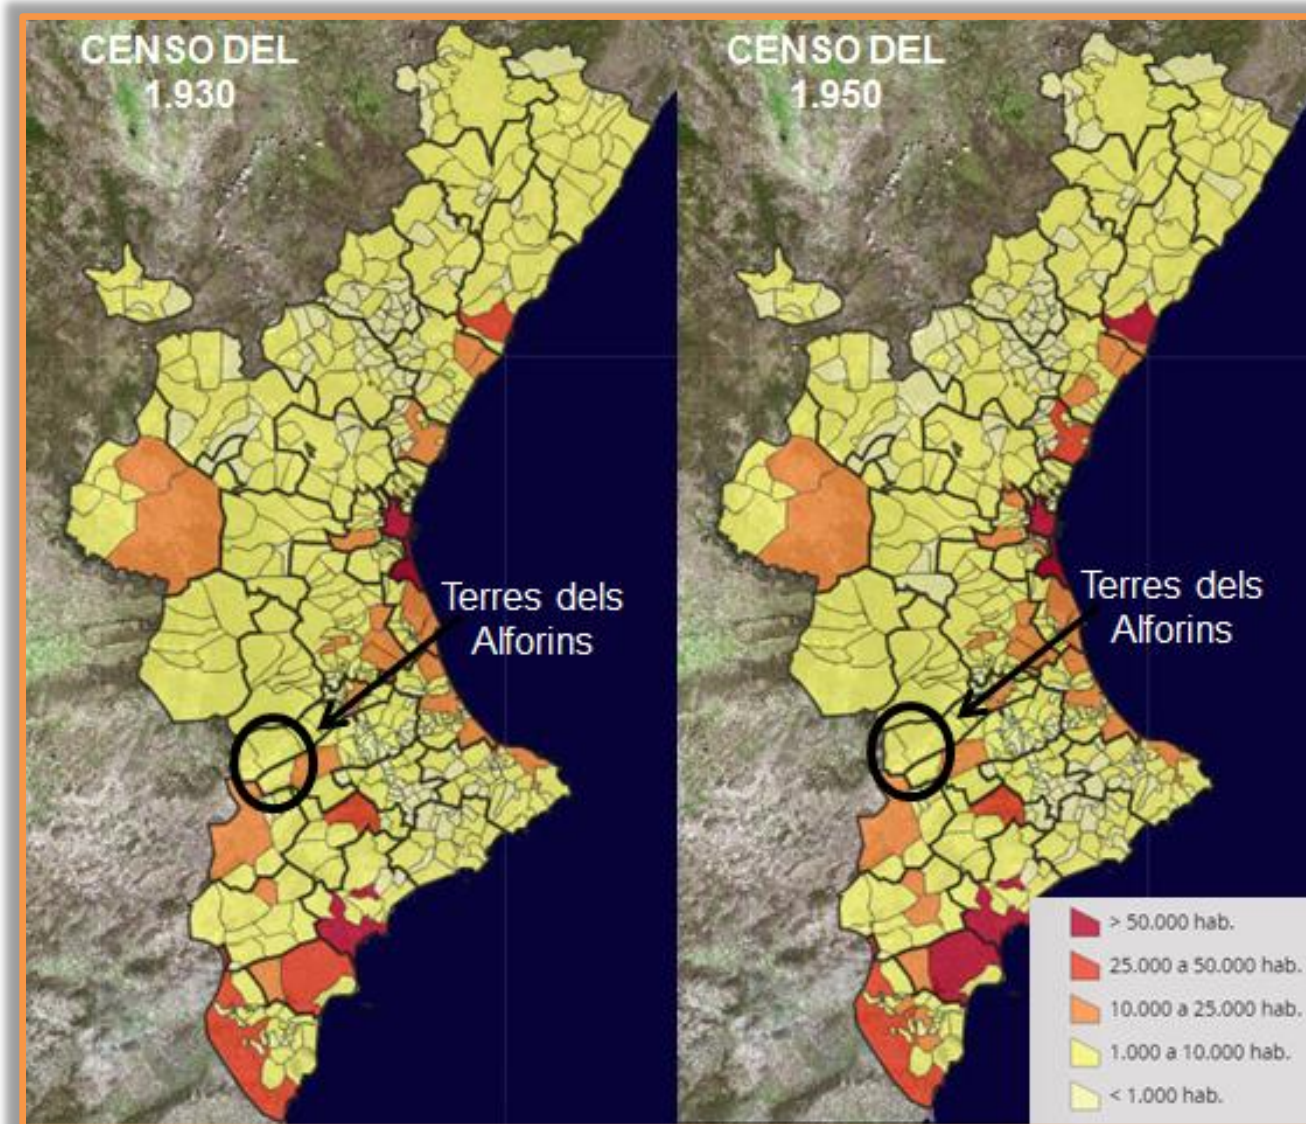 CENSO DEL
1.930
CENSO DEL
1.950
Terres dels
Alforins
Terres dels
Alforins
> 50.000 hab.
25.000 a 50.000 hab.
10.000 a 25.000 hab.
1.000 a 10.000 hab.
< 1.000 hab.